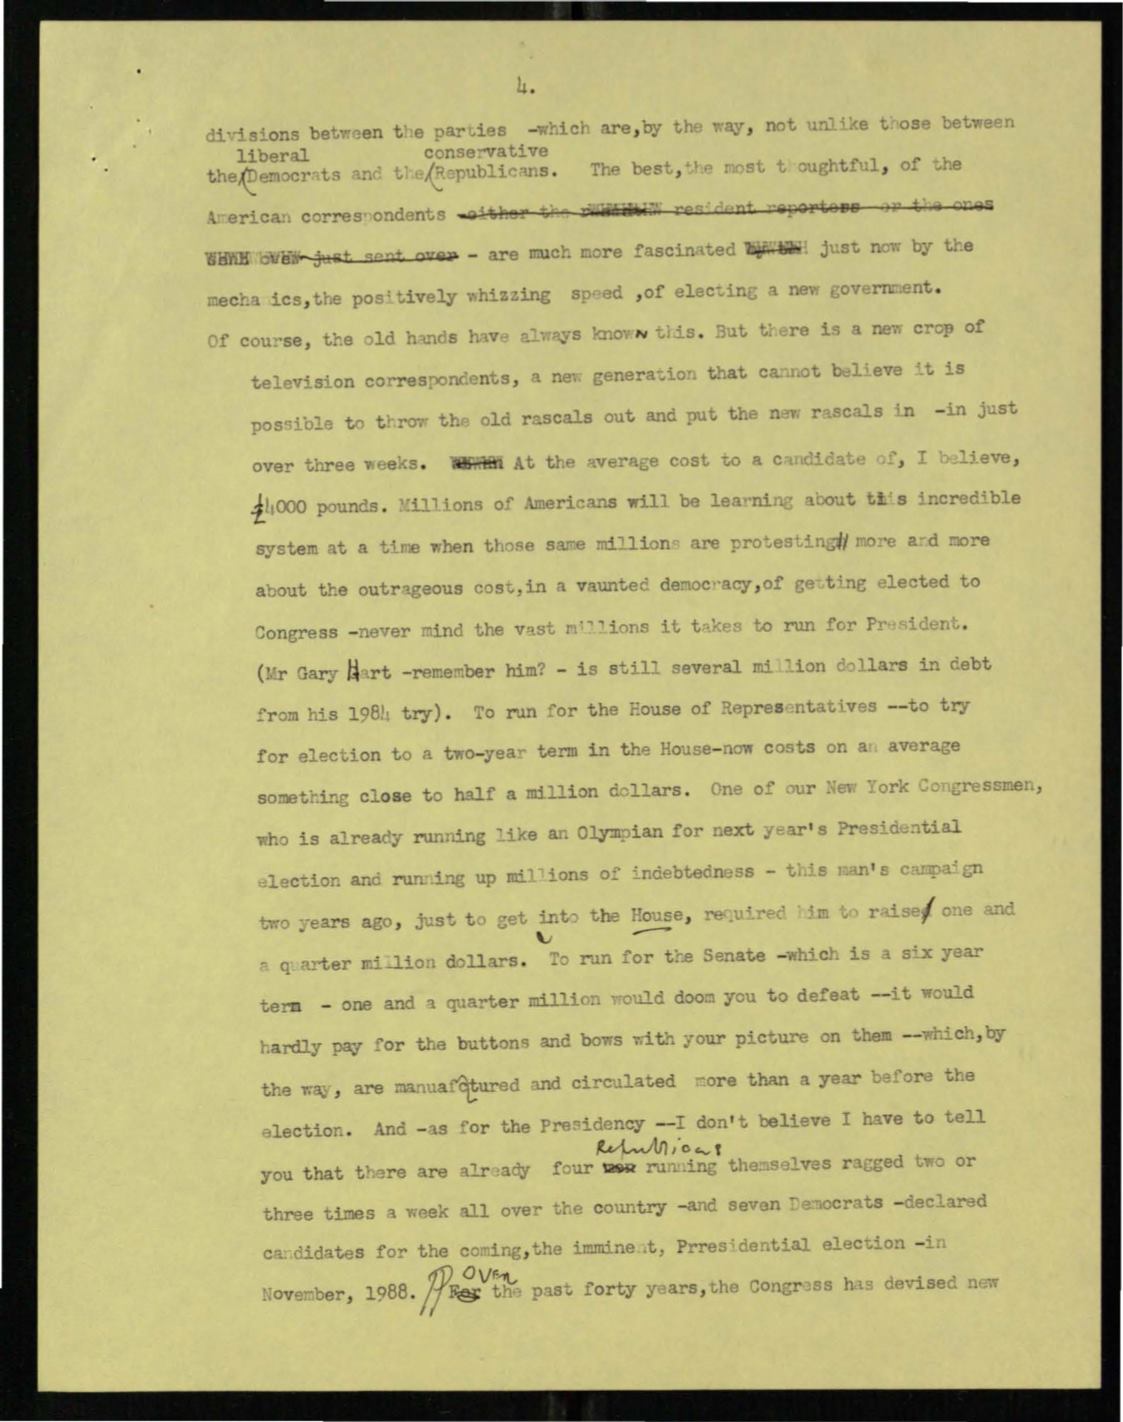 4.
divisions between the parties -which are,by the way, not unlike those between
liberal conservative
the Democrats and the Republicans. The best,the most thoughtful, of the
American correspondents either the resident reporters or the ones
just sent over - are much more fascinated just now by the
mechanics,the positively whizzing speed ,of electing a new government.
Of course, the old hands have always known this. But there is a new crop of
television correspondents, a new generation that cannot believe it is
possible to throw the old rascals out and put the new rascals in -in just
over three weeks. At the average cost to a candidate of, I believe,
£4000 pounds. Millions of Americans will be learning about this incredible
system at a time when those same millions are protesting more and more
about the outrageous cost,in a vaunted democracy,of getting elected to
Congress -never mind the vast millions it takes to run for President.
(Mr Gary Hart -remember him? - is still several million dollars in debt
from his 1984 try). To run for the House of Representatives --to try
for election to a two-year term in the House-now costs on an average
something close to half a million dollars. One of our New York Congressmen,
who is already running like an Olympian for next year's Presidential
election and running up millions of indebtedness - this man's campaign
two years ago, just to get into the House, required him to raise one and
a quarter million dollars. To run for the Senate -which is a six year
term - one and a quarter million would doom you to defeat --it would
hardly pay for the buttons and bows with your picture on them --which,by
the way, are manuafctured and circulated more than a year before the
election. And -as for the Presidency --I don't believe I have to tell
Republicans
you that there are already four men running themselves ragged two or
three times a week all over the country -and seven Democrats -declared
candidates for the coming,the imminent, Prresidential election -in
OVER
November, 1988. For the past forty years,the Congress has devised new